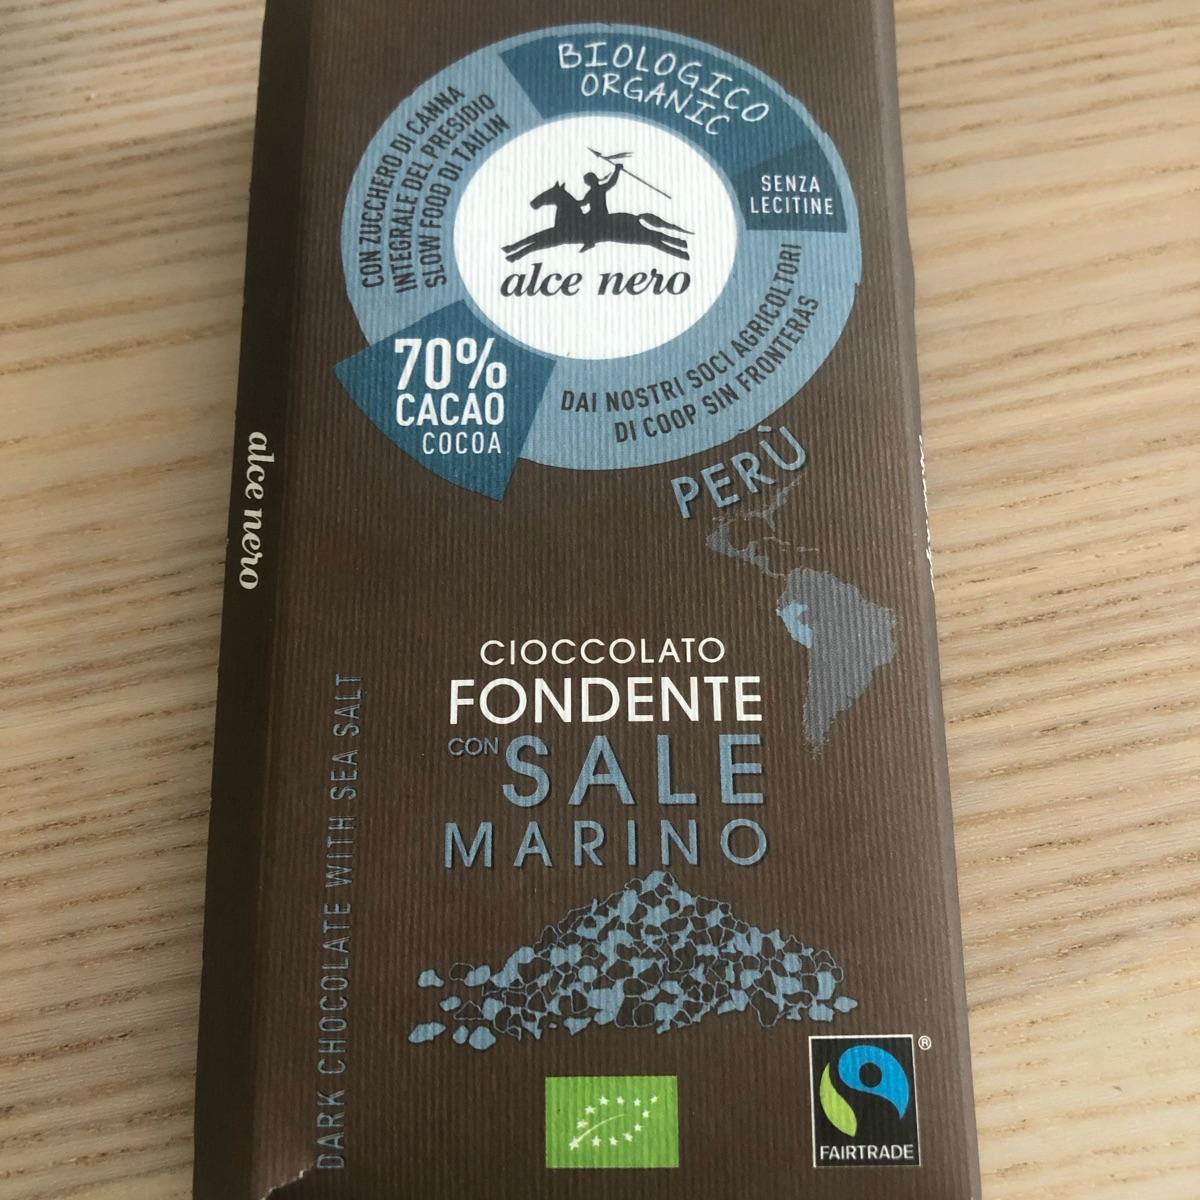 BIOLOGICO
ORGANIC
SENZA
LECITINE
CON ZUCCHERO DI CANNA
INTEGRALE DEL PRESIDIO
SLOW FOOD DI TAILIN
alce nero
70%
CACAO
COCOA
DAI NOSTRI SOCI AGRICOLTORI
DI COOP SIN FRONTERAS
PERÙ
alce nero
CIOCCOLATO
FONDENTE
CON SALE
MARINO
DARK CHOCOLATE WITH SEA SALT
®
FAIRTRADE